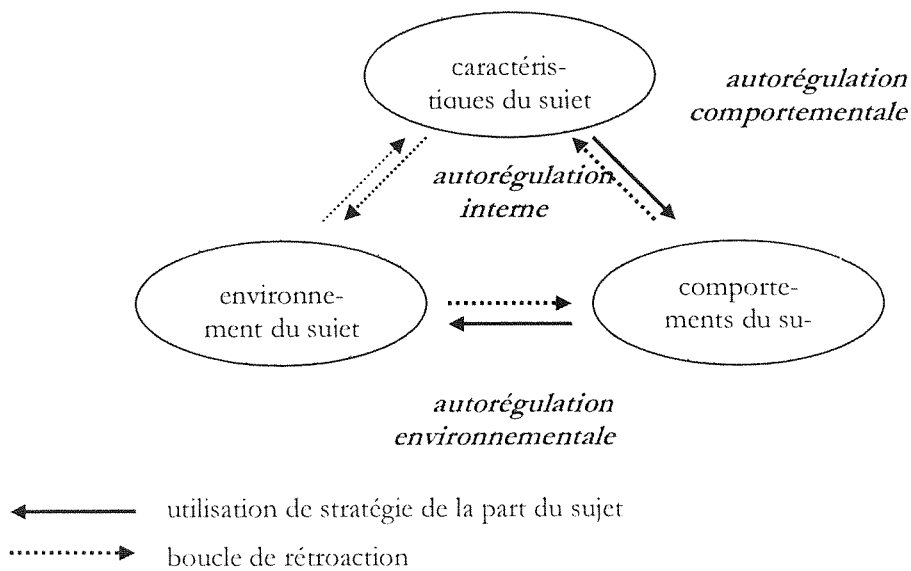 caractéris-
tiques du sujet
autorégulation
comportementale
autorégulation
interne
environne-
ment du sujet
comporte-
ments du su-
autorégulation
environnementale
utilisation de stratégie de la part du sujet
boucle de rétroaction